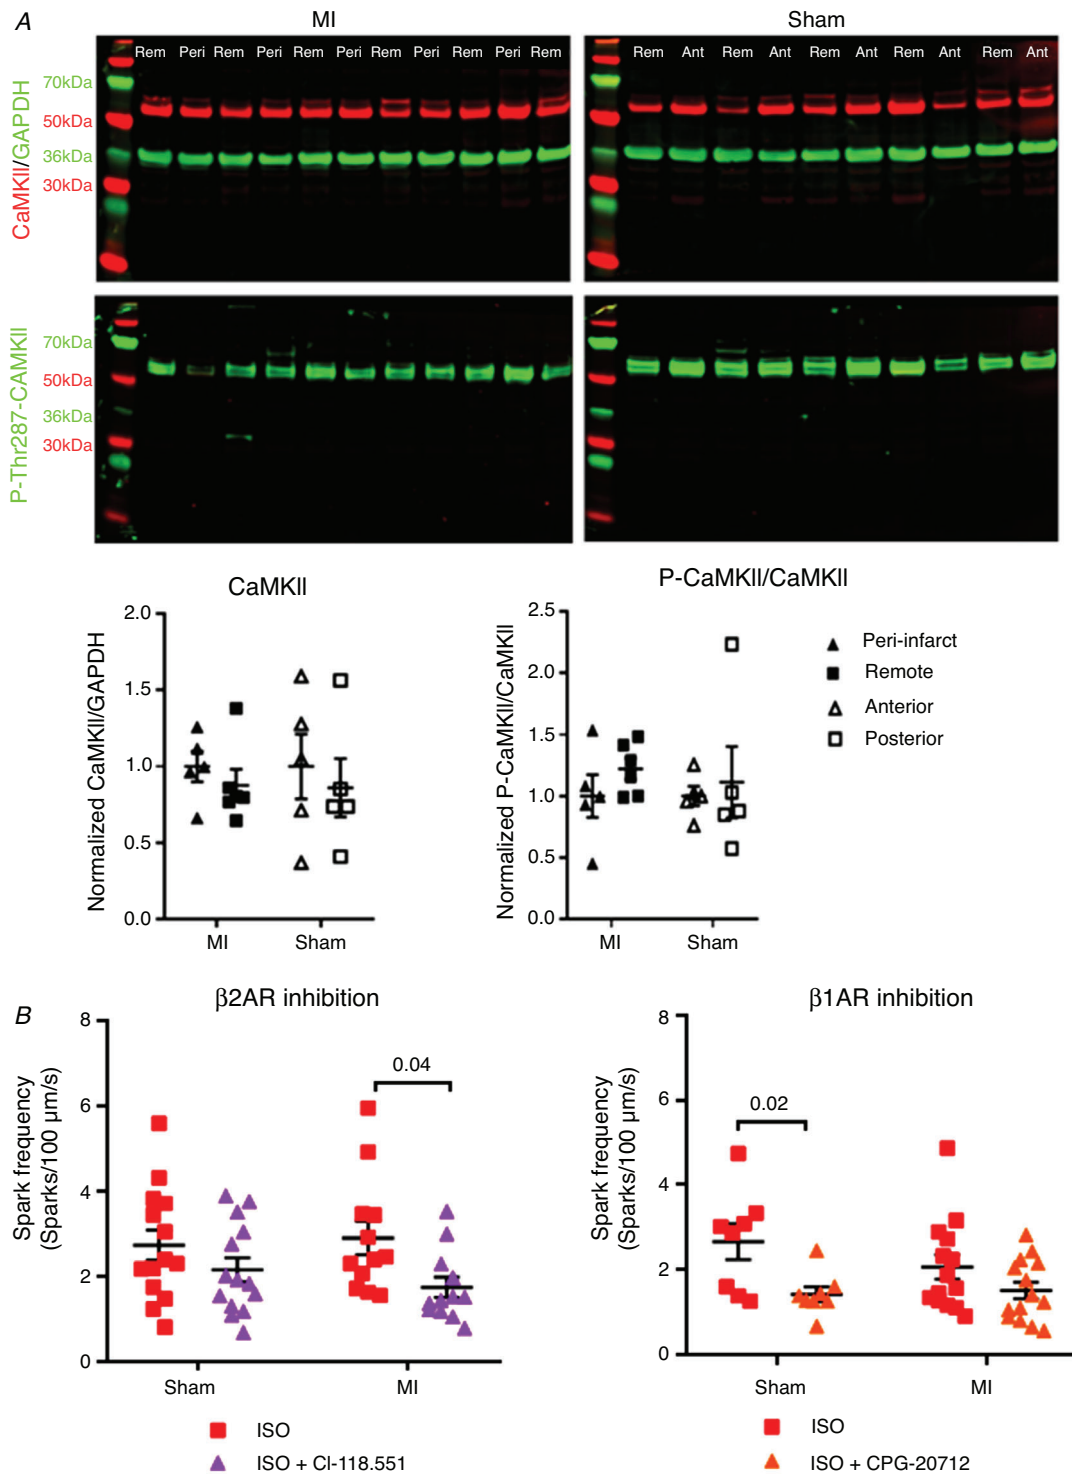 A
MI
Sham
Rem Peri Rem Peri Rem Peri Rem Peri Rem Peri Rem
Rem Ant Rem Ant Rem Ant Rem Ant Rem Ant
CaMKII/GAPDH
70kDa
50kDa
36kDa
30kDa
P-Thr287-CAMKII
70kDa
50kDa
36kDa
30kDa
CaMKII
Normalized CaMKII/GAPDH
2.0
1.5
1.0
0.5
0.0
MI Sham
P-CaMKII/CaMKII
Normalized P-CaMKII/CaMKII
2.5
2.0
1.5
1.0
0.5
0.0
MI Sham
Peri-infarct
Remote
Anterior
Posterior
B
β2AR inhibition
Spark frequency
(Sparks/100 μm/s)
8
6
4
2
0
0.04
Sham MI
ISO
ISO + CI-118.551
β1AR inhibition
Spark frequency
(Sparks/100 μm/s)
8
6
4
2
0
0.02
Sham MI
ISO
ISO + CPG-20712